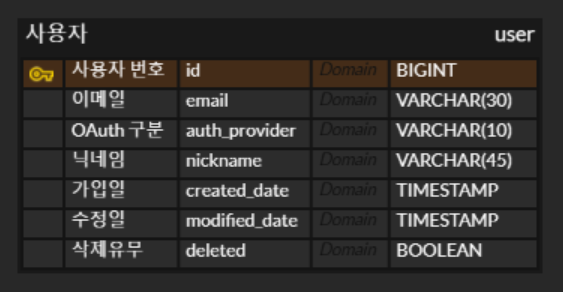 사용자 user
사용자 번호 id Domain BIGINT
이메일 email Domain VARCHAR(30)
OAuth 구분 auth_provider Domain VARCHAR(10)
닉네임 nickname Domain VARCHAR(45)
가입일 created_date Domain TIMESTAMP
수정일 modified_date Domain TIMESTAMP
삭제유무 deleted Domain BOOLEAN